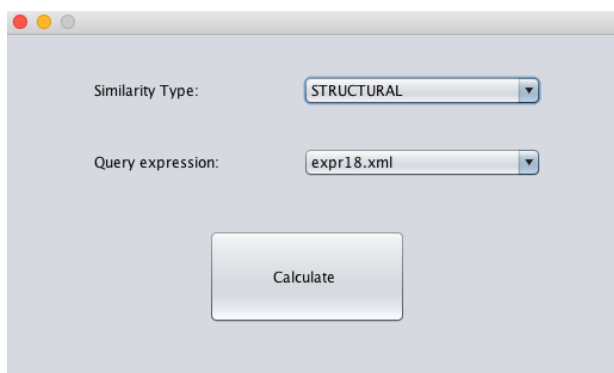 Similarity Type: STRUCTURAL
Query expression: expr18.xml
Calculate